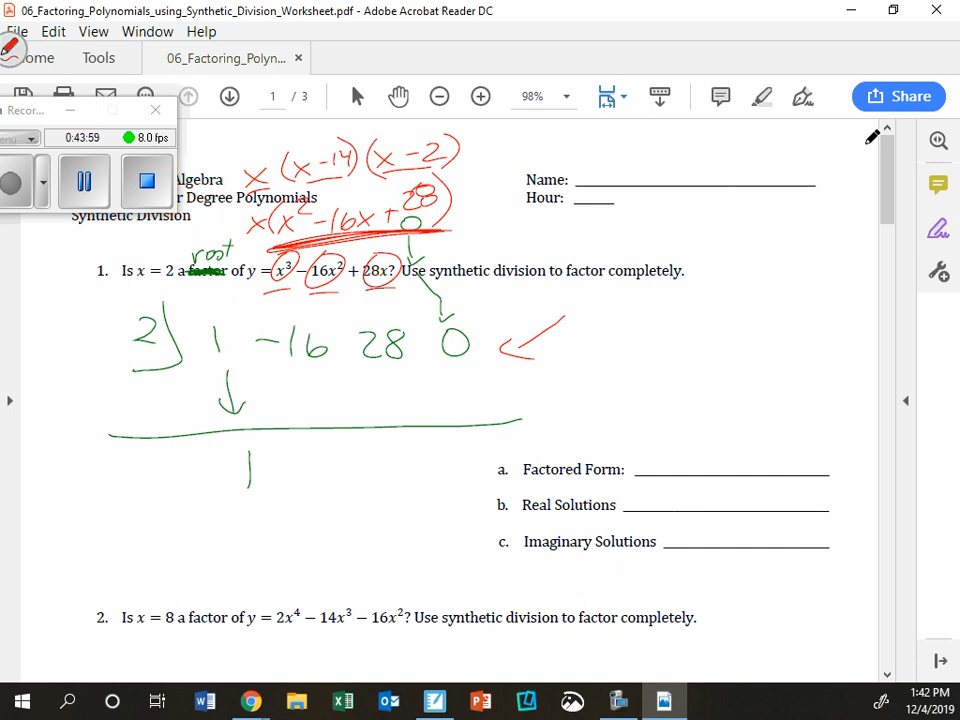 06_Factoring_Polynomials_using_Synthetic_Division_Worksheet.pdf - Adobe Acrobat Reader DC
File Edit View Window Help
ome Tools 06_Factoring_Polyn... ×
1 / 3 98% Share
Recor...
0:43:59 8.0 fps
x (x-14)(x-2)
Algebra Name:
r Degree Polynomials Hour:
Synthetic Division
x(x²-16x+28)
0
root
1. Is x = 2 a factor of y = x³ − 16x² + 28x? Use synthetic division to factor completely.
2) 1 -16 28 0
1
a. Factored Form:
b. Real Solutions
c. Imaginary Solutions
2. Is x = 8 a factor of y = 2x⁴ − 14x³ − 16x²? Use synthetic division to factor completely.
1:42 PM
12/4/2019